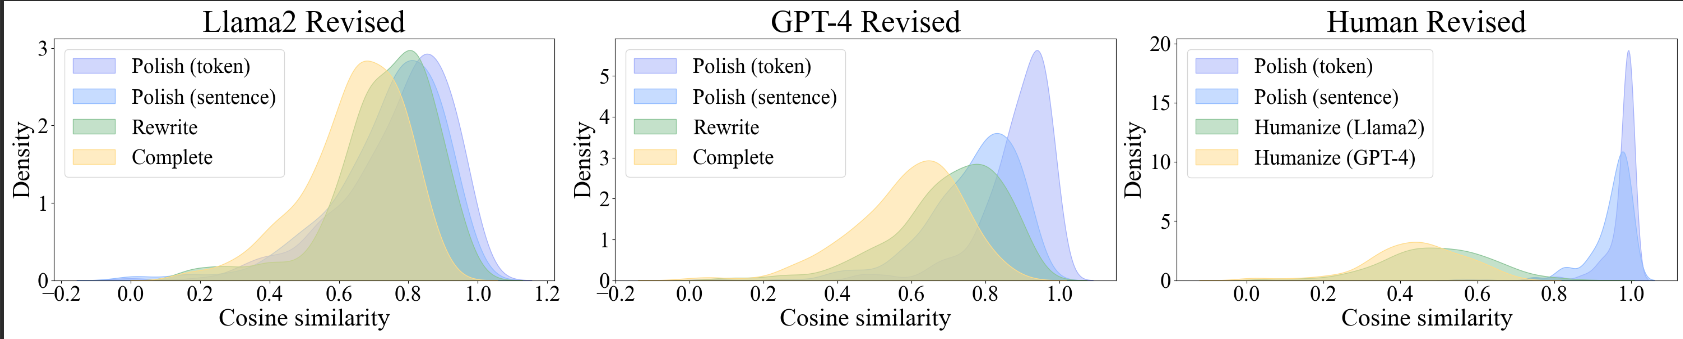 Llama2 Revised
3
2
1
0
Density
Polish (token)
Polish (sentence)
Rewrite
Complete
−0.2 0.0 0.2 0.4 0.6 0.8 1.0 1.2
Cosine similarity
GPT-4 Revised
5
4
3
2
1
0
Density
Polish (token)
Polish (sentence)
Rewrite
Complete
−0.2 0.0 0.2 0.4 0.6 0.8 1.0
Cosine similarity
Human Revised
20
15
10
5
0
Density
Polish (token)
Polish (sentence)
Humanize (Llama2)
Humanize (GPT-4)
0.0 0.2 0.4 0.6 0.8 1.0
Cosine similarity